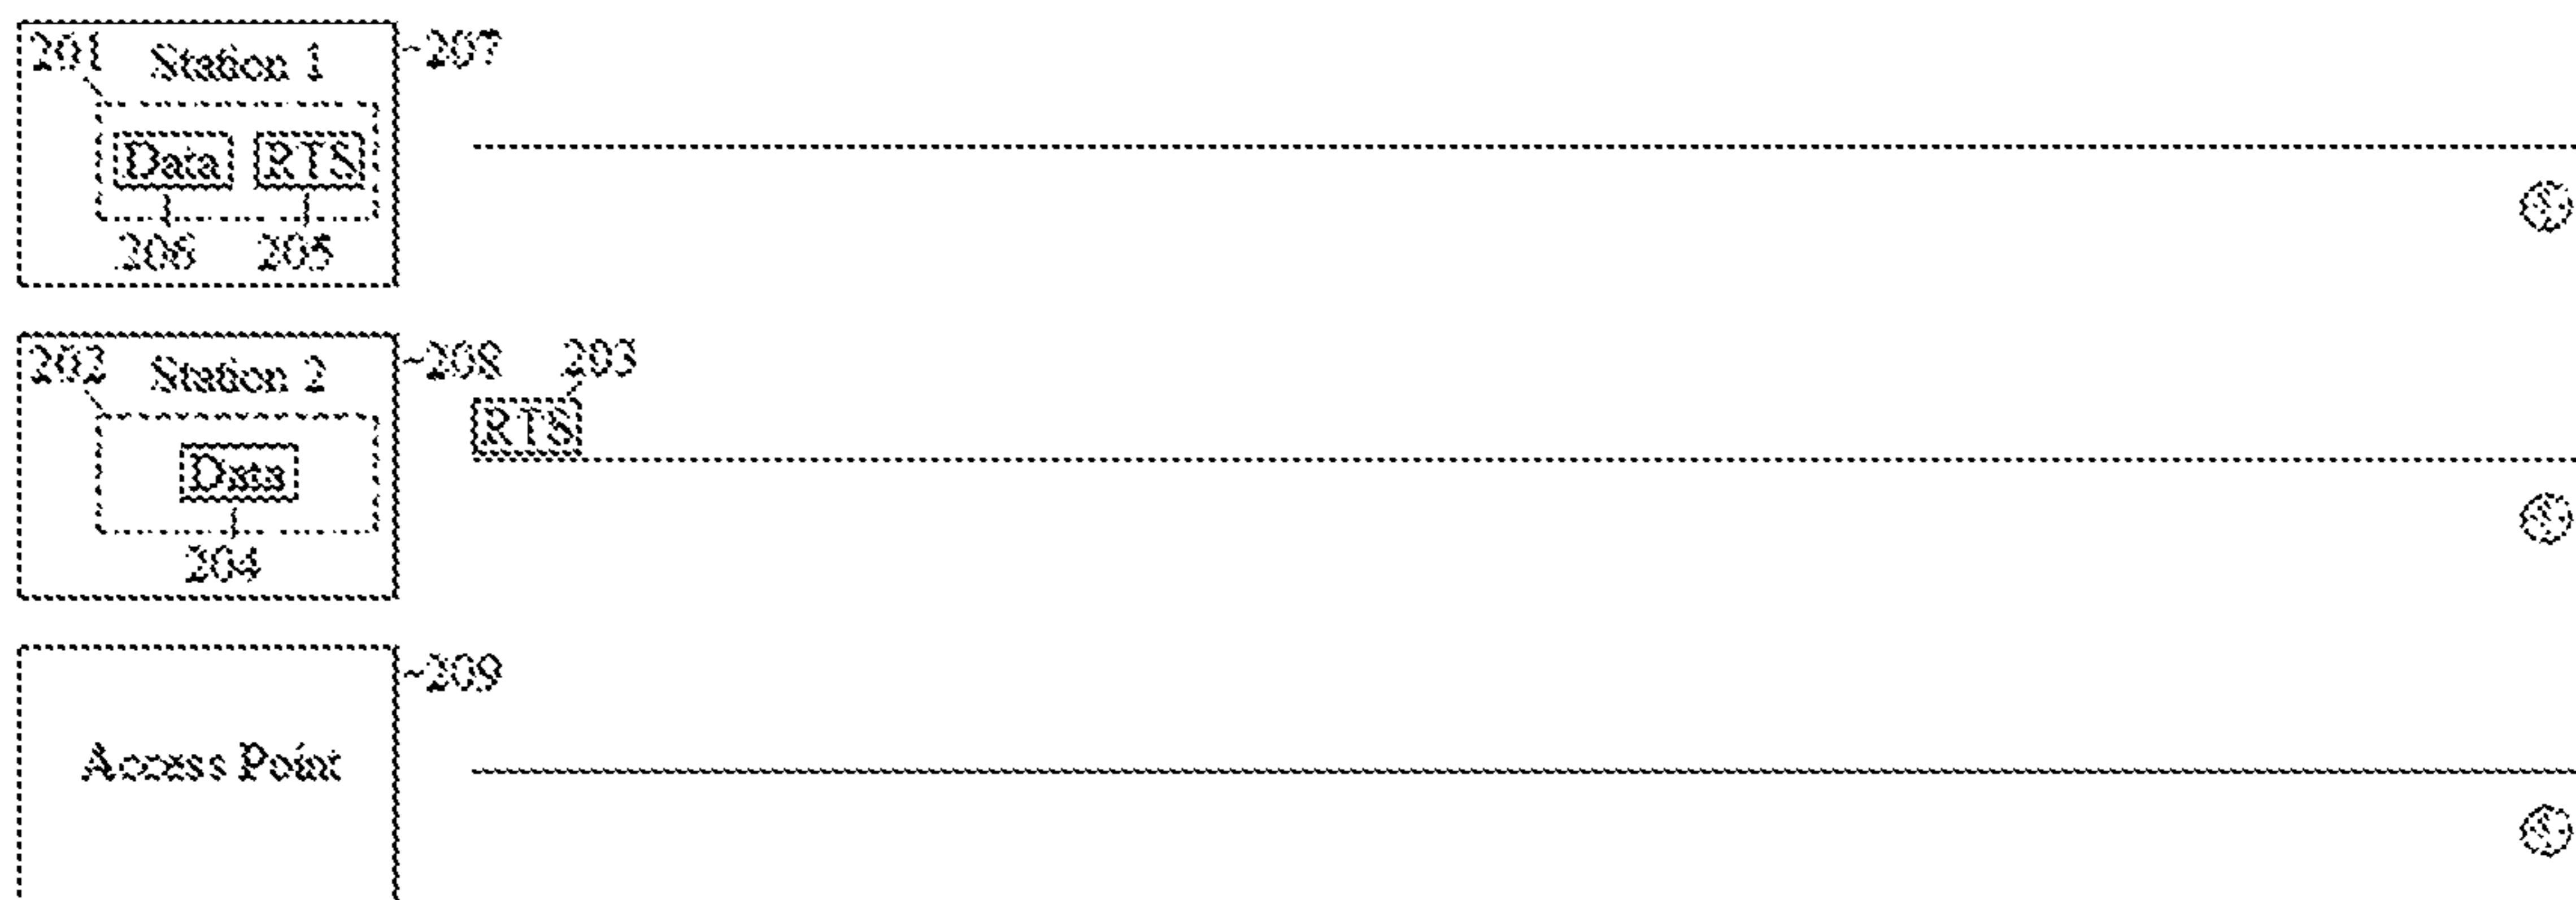 201 Station 1 ~207
Data RTS
206 205
202 Station 2 ~208 203
RTS
Data
204
~209
Access Point